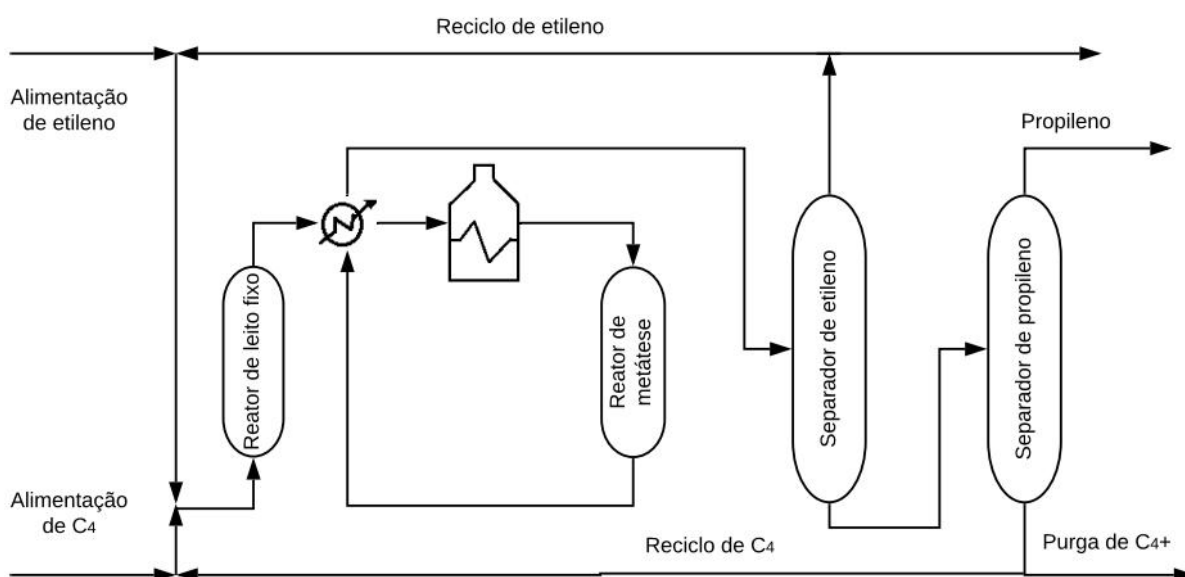 Reciclo de etileno
Alimentação
de etileno
Propileno
Reator de leito fixo
Reator de
metátese
Separador de etileno
Separador de propileno
Alimentação
de C4
Reciclo de C4
Purga de C4+